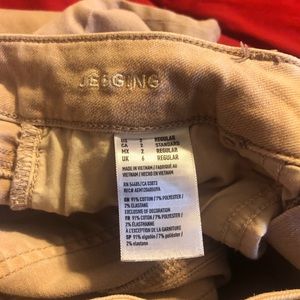 JEGGING
US 2 REGULAR
CA 2 STANDARD
MX 2 REGULAR
UK 6 REGULAR
MADE IN VIETNAM/FABRIQUÉ AU
VIETNAM / HECHO EN VIETNAM
EN 91% COTTON / 7% POLYESTER /
2% ELASTANE
EXCLUSIVE OF DECORATION
FR 91% COTON / 7% POLYESTER /
2% ÉLASTHANNE
À L'EXCEPTION DE LA GARNITURE
SP 91% algodón / 7% poliéster /
2% elastano